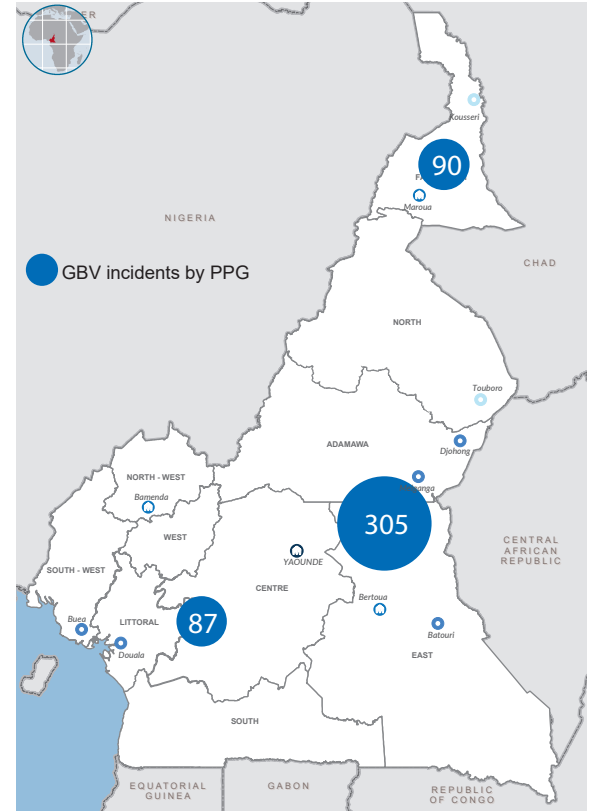 Kousseri
90
Maroua
NIGERIA
CHAD
GBV incidents by PPG
NORTH
Touboro
ADAMAWA
Djohong
NORTH - WEST
Bamenda
305
WEST
CENTRAL
AFRICAN
REPUBLIC
YAOUNDE
SOUTH - WEST
CENTRE
Bertoua
Buea
LITTORAL
87
Batouri
Douala
EAST
SOUTH
EQUATORIAL
GUINEA
GABON
REPUBLIC
OF CONGO